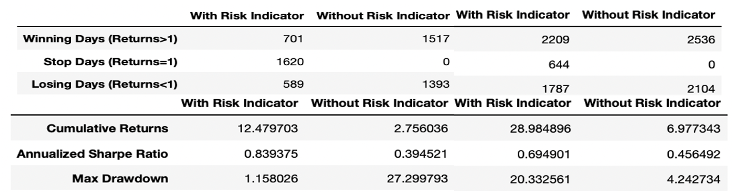 With Risk Indicator Without Risk Indicator With Risk Indicator Without Risk Indicator
Winning Days (Returns>1) 701 1517 2209 2536
Stop Days (Returns=1) 1620 0 644 0
Losing Days (Returns<1) 589 1393 1787 2104
With Risk Indicator Without Risk Indicator With Risk Indicator Without Risk Indicator
Cumulative Returns 12.479703 2.756036 28.984896 6.977343
Annualized Sharpe Ratio 0.839375 0.394521 0.694901 0.456492
Max Drawdown 1.158026 27.299793 20.332561 4.242734